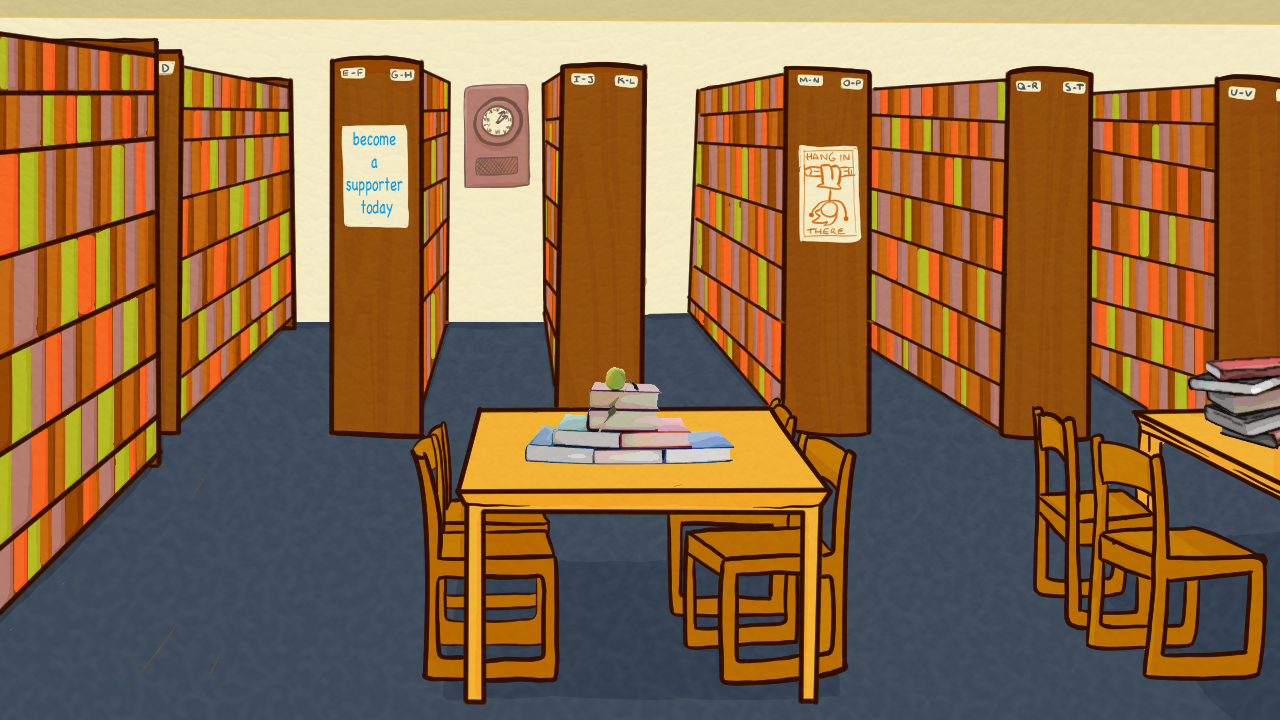 D
E-F
G-H
I-J
K-L
M-N
O-P
Q-R
S-T
U-V
become
a
supporter
today
HANG IN
THERE